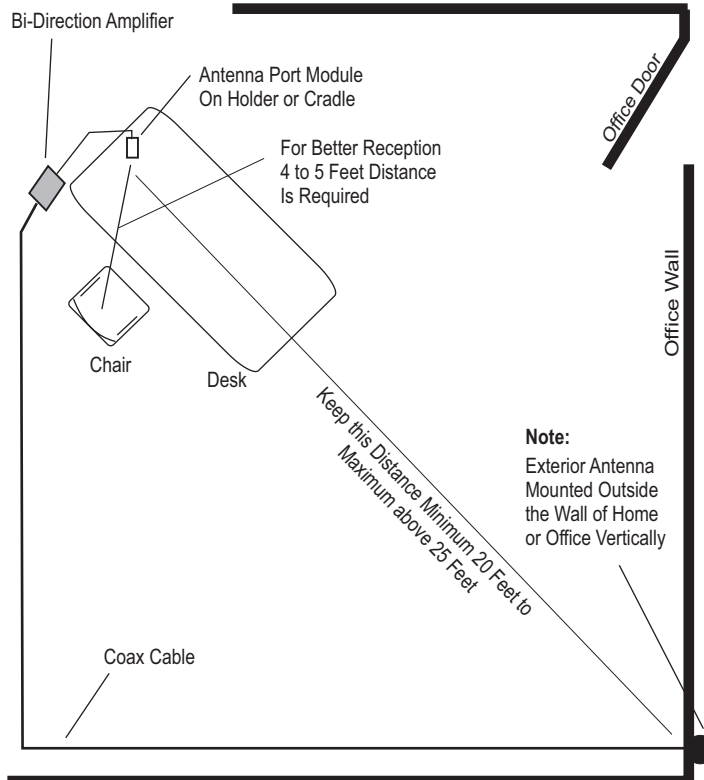 Bi-Direction Amplifier
Antenna Port Module
On Holder or Cradle
Office Door
For Better Reception
4 to 5 Feet Distance
Is Required
Office Wall
Chair
Desk
Keep this Distance Minimum 20 Feet to
Maximum above 25 Feet
Note:
Exterior Antenna
Mounted Outside
the Wall of Home
or Office Vertically
Coax Cable